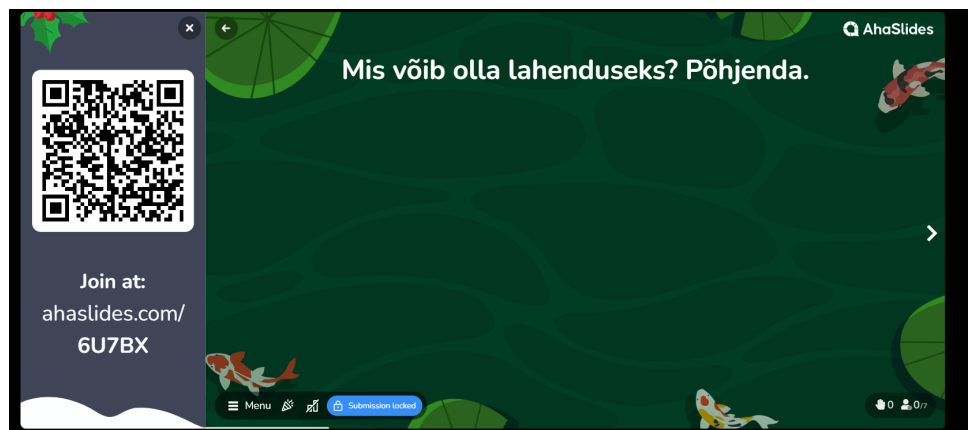 AhaSlides
Mis võib olla lahenduseks? Põhjenda.
Join at:
ahaslides.com/
6U7BX
Menu
Submission locked
0 0/7